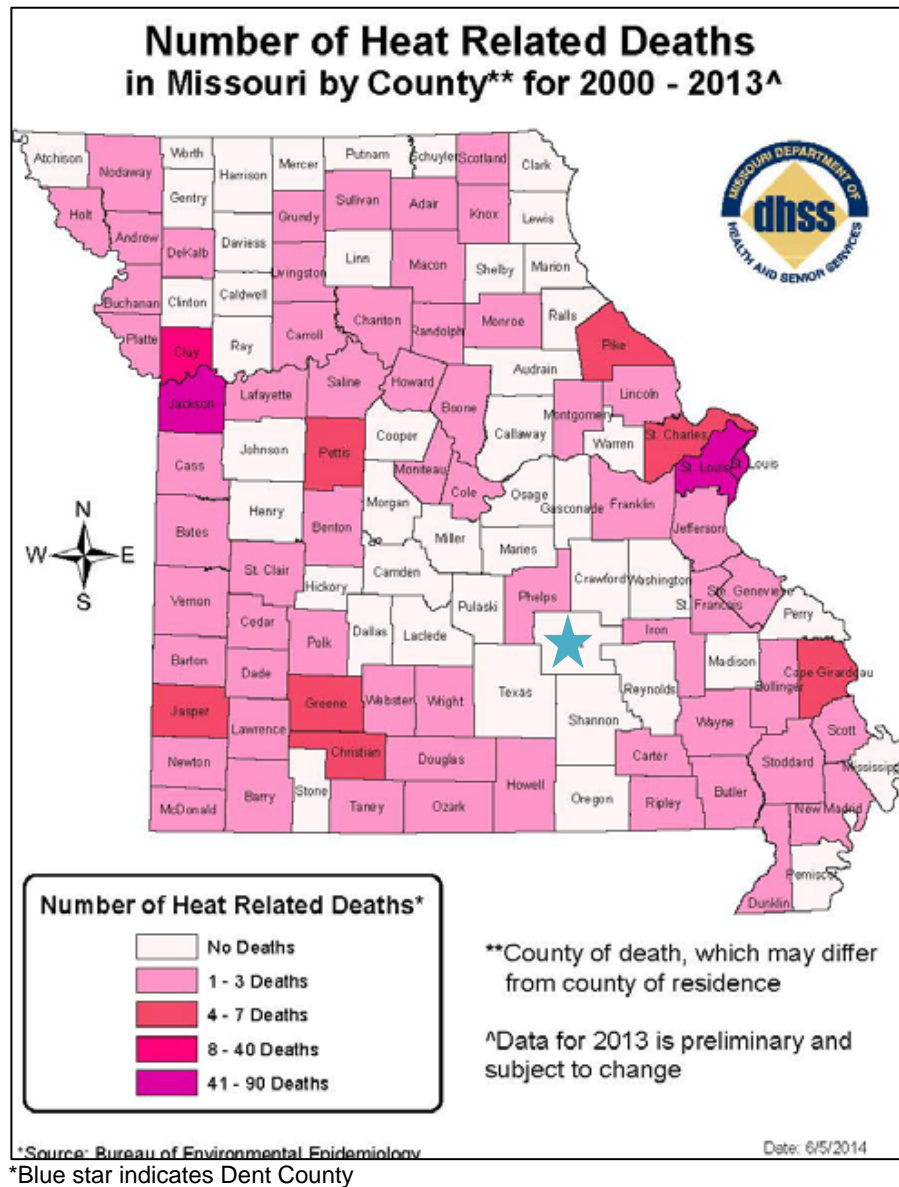 Number of Heat Related Deaths
in Missouri by County** for 2000 - 2013^
MISSOURI DEPARTMENT OF
dhss
HEALTH AND SENIOR SERVICES
Atchison
Nodaway
Worth
Gentry
Harrison
Mercer
Putnam
Schuyler
Scotland
Clark
Holt
Andrew
DeKalb
Daviess
Grundy
Sullivan
Adair
Knox
Lewis
Buchanan
Clinton
Caldwell
Livingston
Linn
Macon
Shelby
Marion
Platte
Clay
Ray
Carroll
Chariton
Randolph
Monroe
Ralls
Pike
Jackson
Lafayette
Saline
Howard
Boone
Audrain
Callaway
Montgomery
Lincoln
Warren
St. Charles
St. Louis
St. Louis
Cass
Johnson
Pettis
Cooper
Moniteau
Cole
Osage
Gasconade
Franklin
Jefferson
Bates
Henry
Benton
Morgan
Miller
Maries
N
W E
S
St. Clair
Hickory
Camden
Pulaski
Phelps
Crawford
Washington
St. Francois
Ste. Genevieve
Perry
Vernon
Cedar
Polk
Dallas
Laclede
Iron
Madison
Bollinger
Cape Girardeau
Barton
Dade
Jasper
Greene
Webster
Wright
Texas
Shannon
Reynolds
Wayne
Scott
Mississippi
Lawrence
Christian
Douglas
Howell
Carter
Stoddard
Newton
McDonald
Barry
Stone
Taney
Ozark
Oregon
Ripley
Butler
New Madrid
Dunklin
Pemiscot
Number of Heat Related Deaths*
No Deaths
1 - 3 Deaths
4 - 7 Deaths
8 - 40 Deaths
41 - 90 Deaths
**County of death, which may differ
from county of residence
^Data for 2013 is preliminary and
subject to change
*Source: Bureau of Environmental Epidemiology
Date: 6/5/2014
*Blue star indicates Dent County